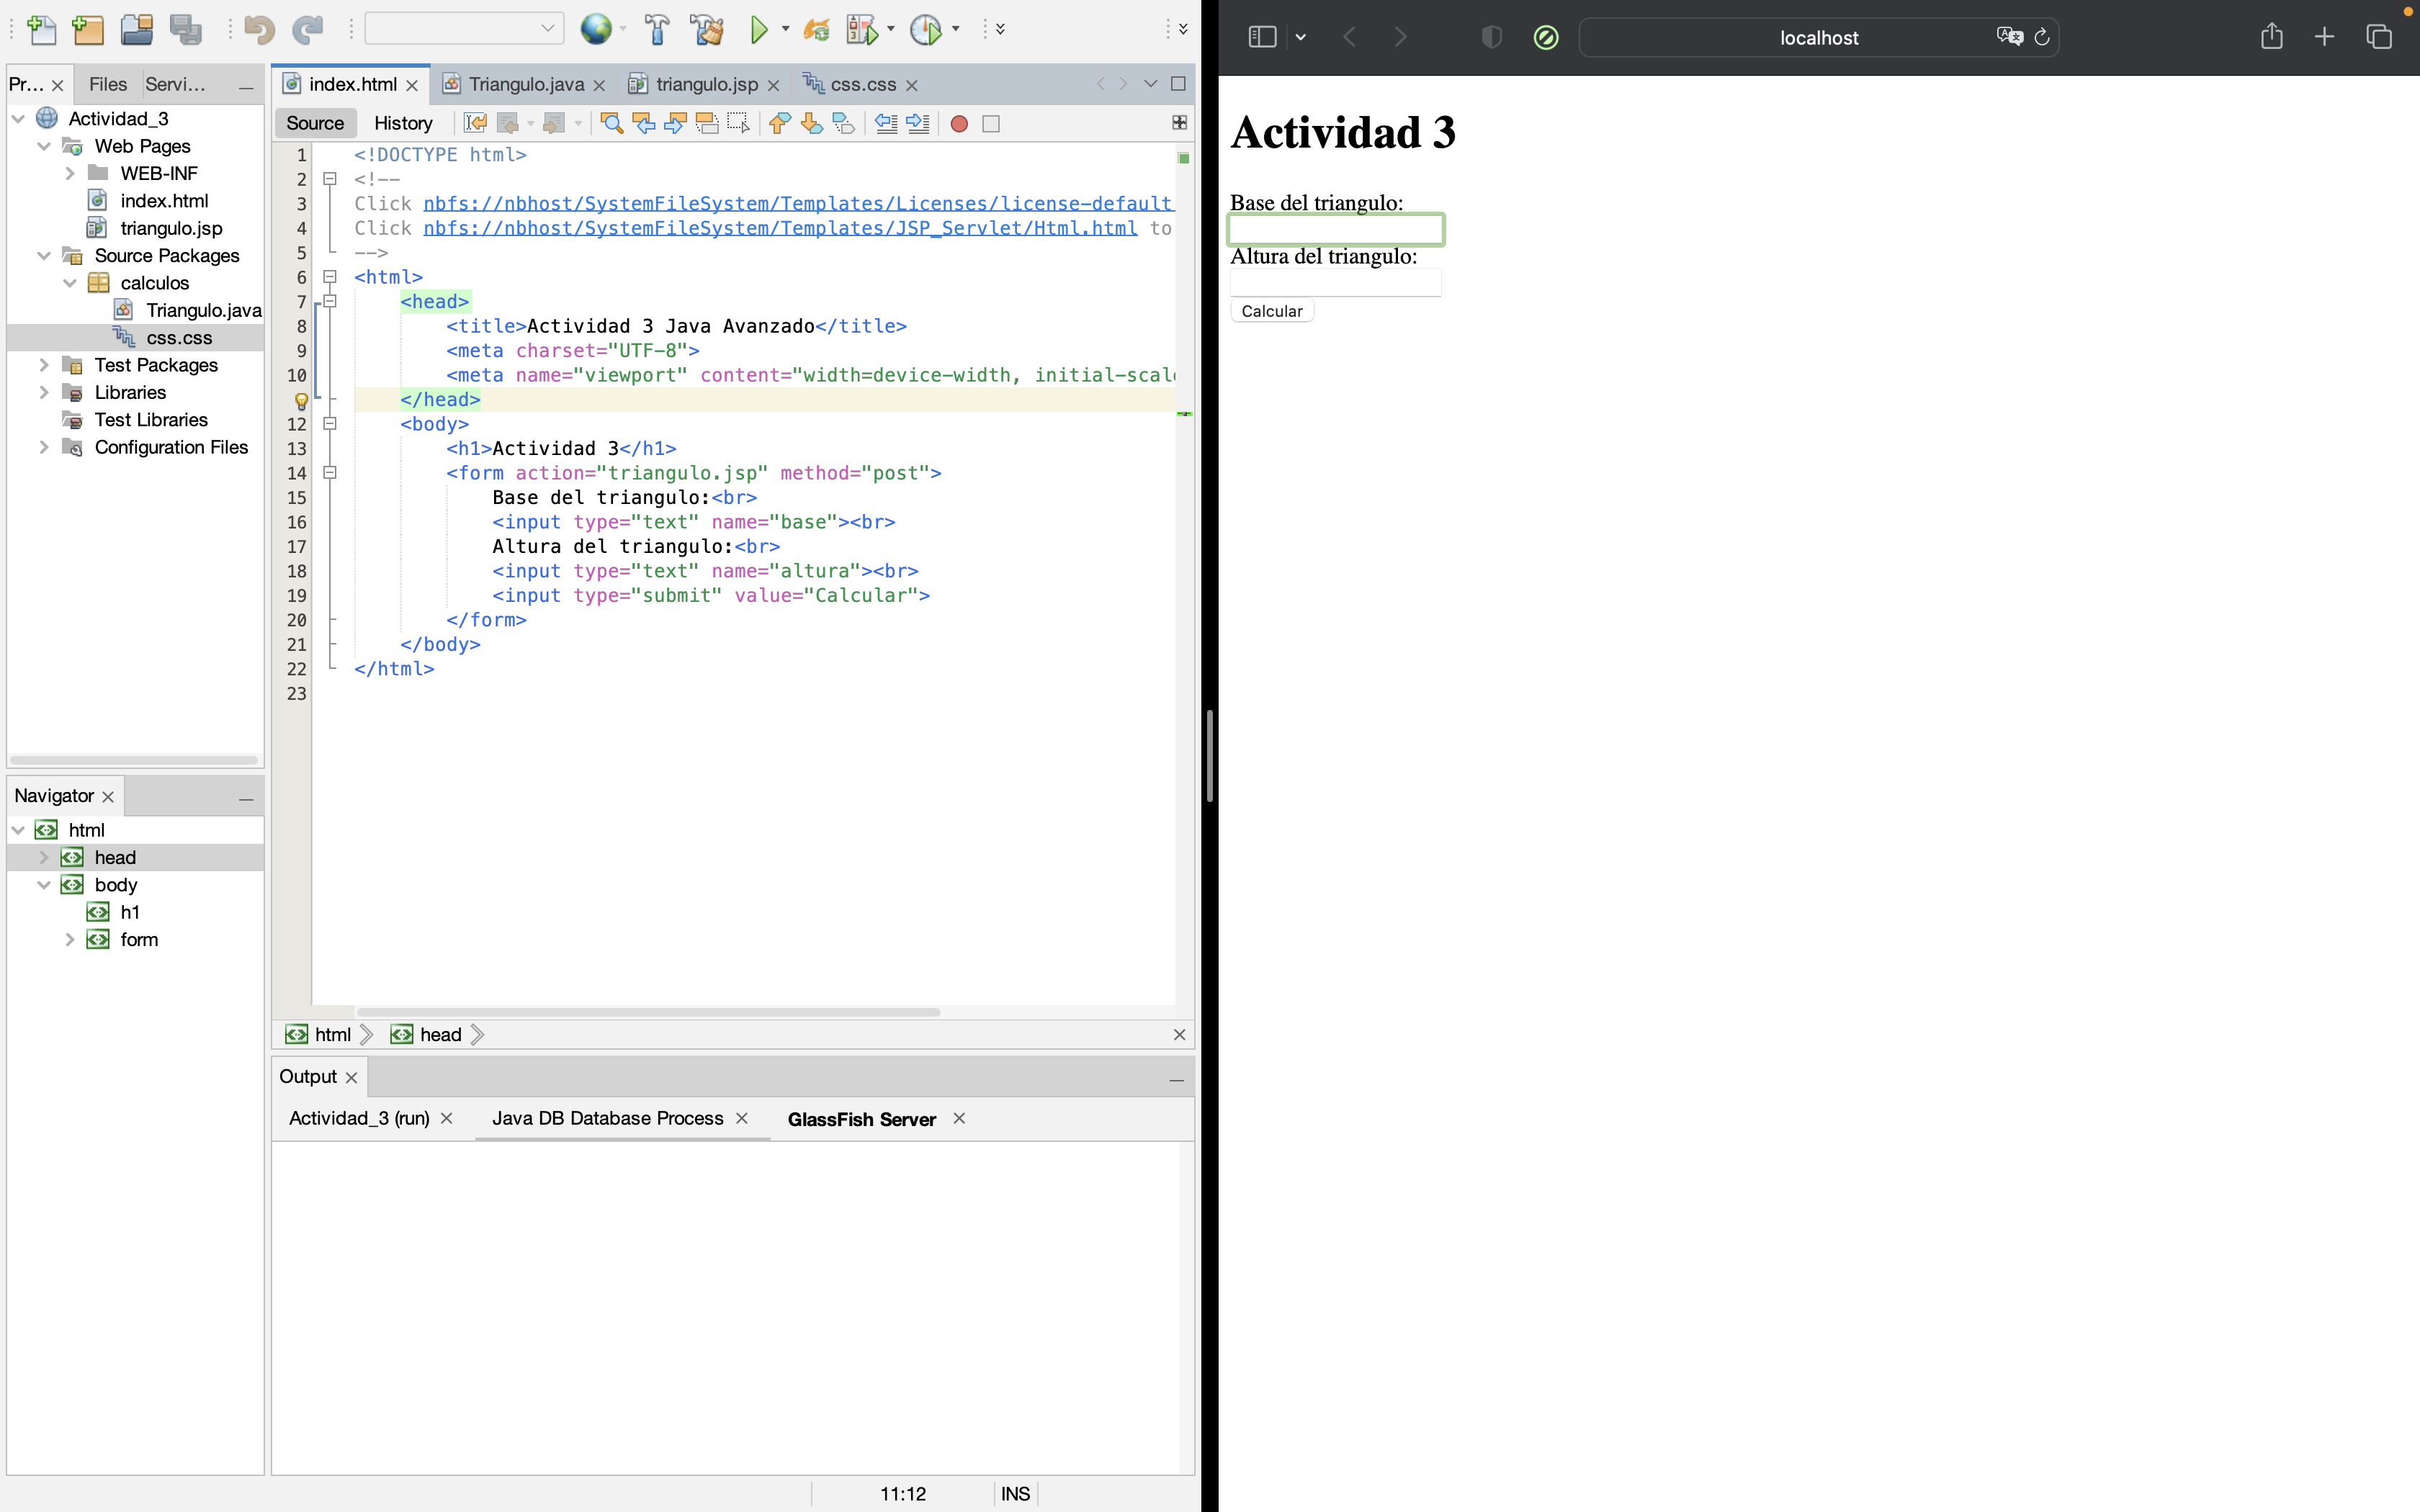 Pr...
Files
Servi...
Actividad_3
Web Pages
WEB-INF
index.html
triangulo.jsp
Source Packages
calculos
Triangulo.java
css.css
Test Packages
Libraries
Test Libraries
Configuration Files
Navigator
html
head
body
h1
form
index.html
Triangulo.java
triangulo.jsp
css.css
Source
History
1 <!DOCTYPE html>
2 <!--
3 Click nbfs://nbhost/SystemFileSystem/Templates/Licenses/license-default.
4 Click nbfs://nbhost/SystemFileSystem/Templates/JSP_Servlet/Html.html to
5 -->
6 <html>
7 <head>
8 <title>Actividad 3 Java Avanzado</title>
9 <meta charset="UTF-8">
10 <meta name="viewport" content="width=device-width, initial-scale
</head>
12 <body>
13 <h1>Actividad 3</h1>
14 <form action="triangulo.jsp" method="post">
15 Base del triangulo:<br>
16 <input type="text" name="base"><br>
17 Altura del triangulo:<br>
18 <input type="text" name="altura"><br>
19 <input type="submit" value="Calcular">
20 </form>
21 </body>
22 </html>
23
html head
Output
Actividad_3 (run)
Java DB Database Process
GlassFish Server
11:12
INS
localhost
Actividad 3
Base del triangulo:
Altura del triangulo:
Calcular